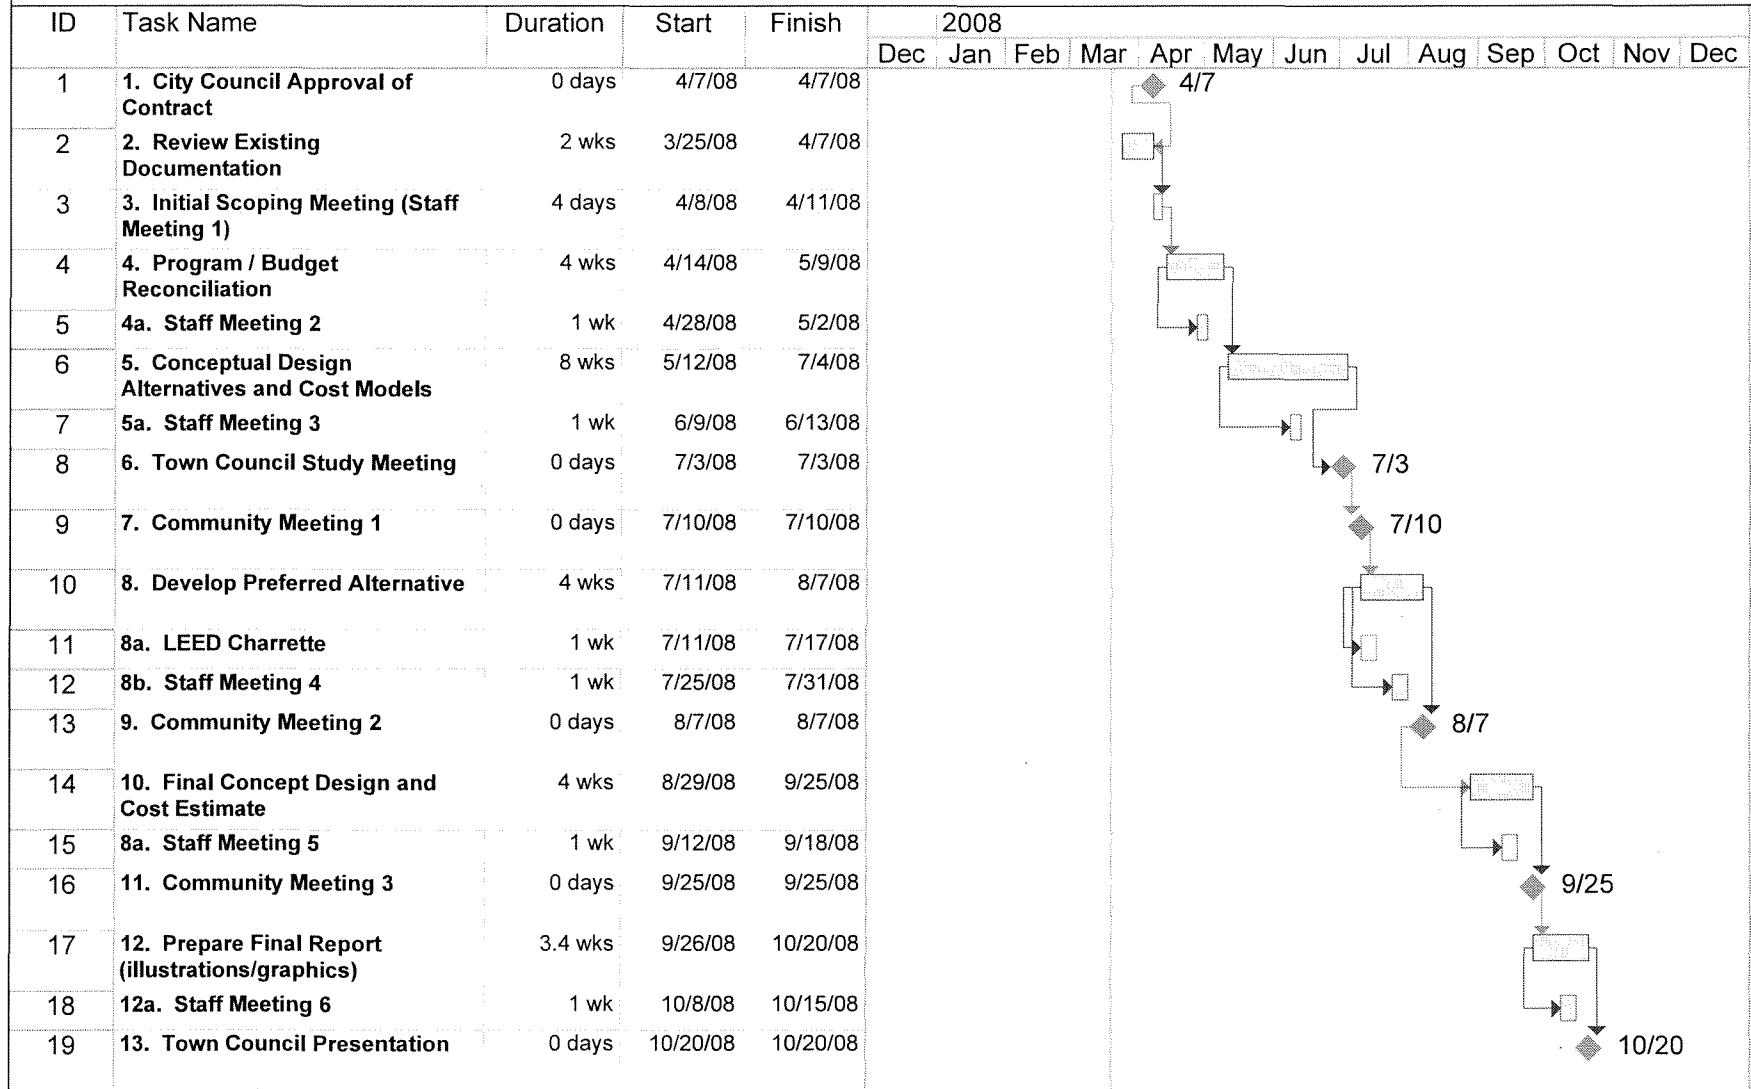 ID Task Name Duration Start Finish 2008
Dec Jan Feb Mar Apr May Jun Jul Aug Sep Oct Nov Dec
1 1. City Council Approval of 0 days 4/7/08 4/7/08 4/7
Contract
2 2. Review Existing 2 wks 3/25/08 4/7/08
Documentation
3 3. Initial Scoping Meeting (Staff 4 days 4/8/08 4/11/08
Meeting 1)
4 4. Program / Budget 4 wks 4/14/08 5/9/08
Reconciliation
5 4a. Staff Meeting 2 1 wk 4/28/08 5/2/08
6 5. Conceptual Design 8 wks 5/12/08 7/4/08
Alternatives and Cost Models
7 5a. Staff Meeting 3 1 wk 6/9/08 6/13/08
8 6. Town Council Study Meeting 0 days 7/3/08 7/3/08 7/3
9 7. Community Meeting 1 0 days 7/10/08 7/10/08 7/10
10 8. Develop Preferred Alternative 4 wks 7/11/08 8/7/08
11 8a. LEED Charrette 1 wk 7/11/08 7/17/08
12 8b. Staff Meeting 4 1 wk 7/25/08 7/31/08
13 9. Community Meeting 2 0 days 8/7/08 8/7/08 8/7
14 10. Final Concept Design and 4 wks 8/29/08 9/25/08
Cost Estimate
15 8a. Staff Meeting 5 1 wk 9/12/08 9/18/08
16 11. Community Meeting 3 0 days 9/25/08 9/25/08 9/25
17 12. Prepare Final Report 3.4 wks 9/26/08 10/20/08
(illustrations/graphics)
18 12a. Staff Meeting 6 1 wk 10/8/08 10/15/08
19 13. Town Council Presentation 0 days 10/20/08 10/20/08 10/20